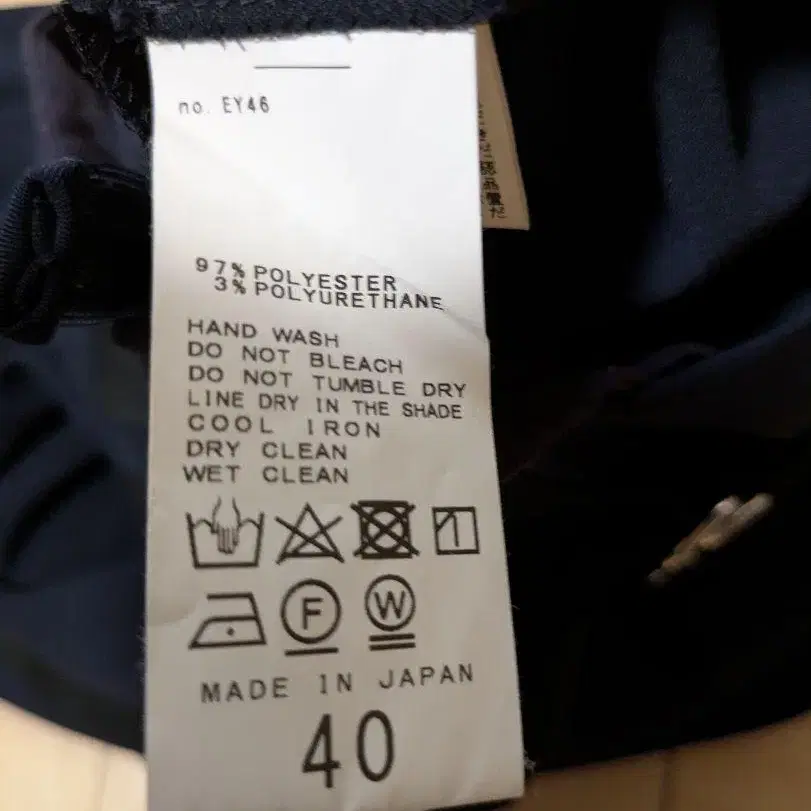 no. EY46
97% POLYESTER
3% POLYURETHANE
HAND WASH
DO NOT BLEACH
DO NOT TUMBLE DRY
LINE DRY IN THE SHADE
COOL IRON
DRY CLEAN
WET CLEAN
F W
MADE IN JAPAN
40